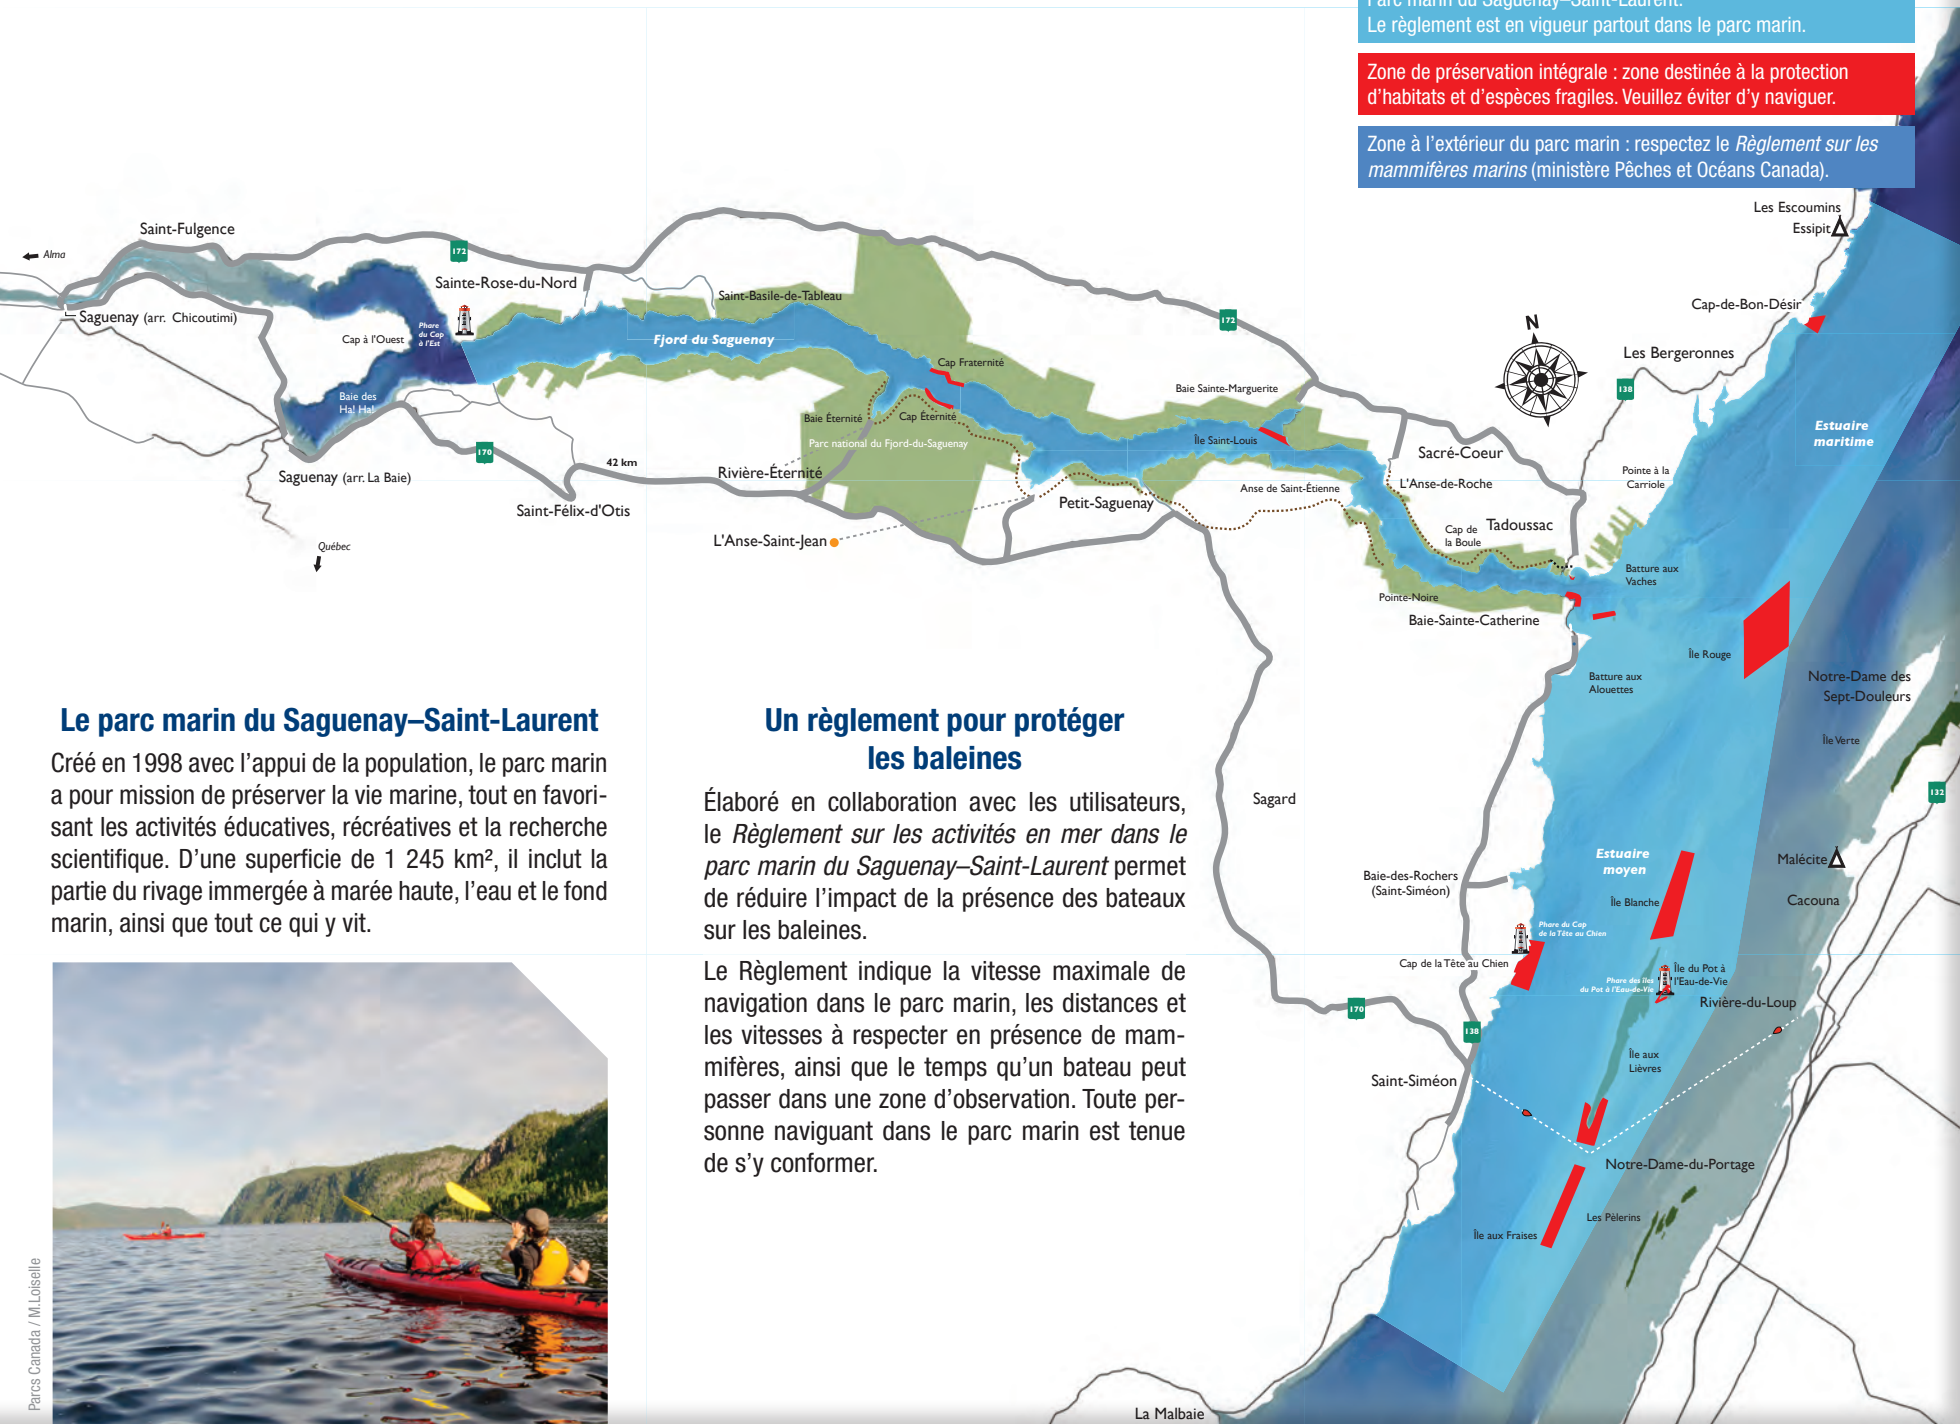 Parc marin du Saguenay–Saint-Laurent.
Le règlement est en vigueur partout dans le parc marin.
Zone de préservation intégrale : zone destinée à la protection
d’habitats et d’espèces fragiles. Veuillez éviter d’y naviguer.
Zone à l’extérieur du parc marin : respectez le Règlement sur les
mammifères marins (ministère Pêches et Océans Canada).
Les Escoumins
Essipit
Saint-Fulgence
Alma
172
Sainte-Rose-du-Nord
Saint-Basile-de-Tableau
Saguenay (arr. Chicoutimi)
Cap à l'Ouest
Phare
du Cap
à l'Est
Fjord du Saguenay
172
N
Cap-de-Bon-Désir
Les Bergeronnes
138
Cap Fraternité
Baie Sainte-Marguerite
Baie des
Ha! Ha!
Baie Éternité
Cap Éternité
Parc national du Fjord-du-Saguenay
Île Saint-Louis
Estuaire
maritime
170
42 km
Rivière-Éternité
Sacré-Coeur
Saguenay (arr. La Baie)
L'Anse-de-Roche
Pointe à la
Carriole
Anse de Saint-Étienne
Petit-Saguenay
Saint-Félix-d'Otis
L'Anse-Saint-Jean
Cap de
la Boule
Tadoussac
Québec
Batture aux
Vaches
Pointe-Noire
Baie-Sainte-Catherine
Île Rouge
Batture aux
Alouettes
Notre-Dame des
Sept-Douleurs
Île Verte
132
Sagard
Estuaire
moyen
Malécite
Baie-des-Rochers
(Saint-Siméon)
Île Blanche
Cacouna
Phare du Cap
de la Tête au Chien
Cap de la Tête au Chien
Île du Pot à
l'Eau-de-Vie
Phare des îles
du Pot à l'Eau-de-Vie
Rivière-du-Loup
170
138
Île aux
Lièvres
Saint-Siméon
Notre-Dame-du-Portage
Les Pèlerins
Île aux Fraises
La Malbaie
Le parc marin du Saguenay–Saint-Laurent
Créé en 1998 avec l’appui de la population, le parc marin
a pour mission de préserver la vie marine, tout en favori-
sant les activités éducatives, récréatives et la recherche
scientifique. D’une superficie de 1 245 km², il inclut la
partie du rivage immergée à marée haute, l’eau et le fond
marin, ainsi que tout ce qui y vit.
Un règlement pour protéger
les baleines
Élaboré en collaboration avec les utilisateurs,
le Règlement sur les activités en mer dans le
parc marin du Saguenay–Saint-Laurent permet
de réduire l’impact de la présence des bateaux
sur les baleines.
Le Règlement indique la vitesse maximale de
navigation dans le parc marin, les distances et
les vitesses à respecter en présence de mam-
mifères, ainsi que le temps qu’un bateau peut
passer dans une zone d’observation. Toute per-
sonne naviguant dans le parc marin est tenue
de s’y conformer.
Parcs Canada / M.Loiselle